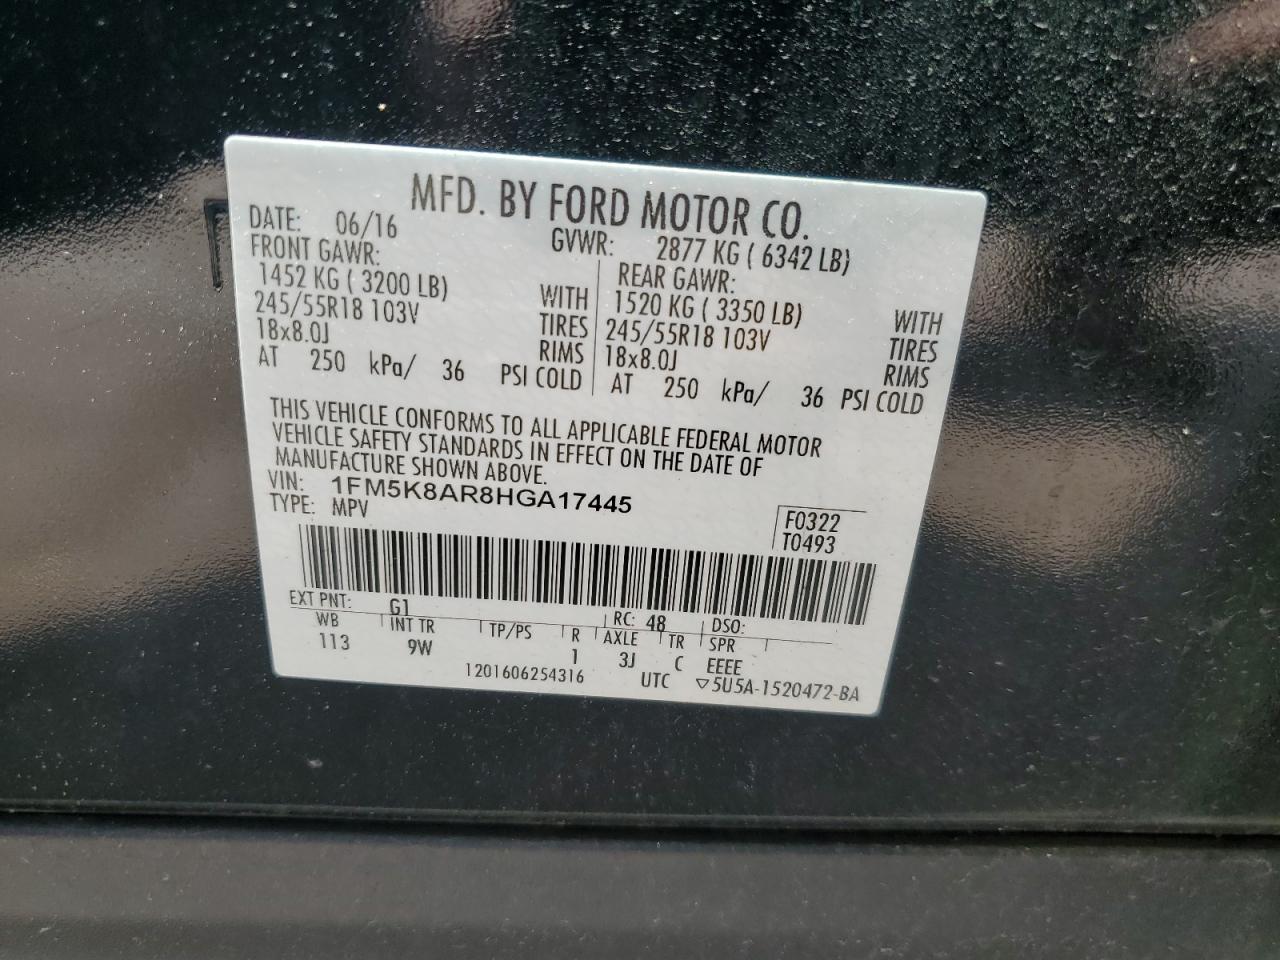 MFD. BY FORD MOTOR CO.
DATE: 06/16 GVWR: 2877 KG ( 6342 LB)
FRONT GAWR: REAR GAWR:
1452 KG ( 3200 LB) WITH 1520 KG ( 3350 LB) WITH
245/55R18 103V TIRES 245/55R18 103V TIRES
18x8.0J RIMS 18x8.0J RIMS
AT 250 kPa/ 36 PSI COLD AT 250 kPa/ 36 PSI COLD
THIS VEHICLE CONFORMS TO ALL APPLICABLE FEDERAL MOTOR
VEHICLE SAFETY STANDARDS IN EFFECT ON THE DATE OF
MANUFACTURE SHOWN ABOVE.
VIN: 1FM5K8AR8HGA17445
TYPE: MPV F0322
T0493
EXT PNT: G1 RC: 48 DSO:
WB INT TR TP/PS R AXLE TR SPR
113 9W 1 3J C EEEE
1201606254316 UTC ▽5U5A-1520472-BA